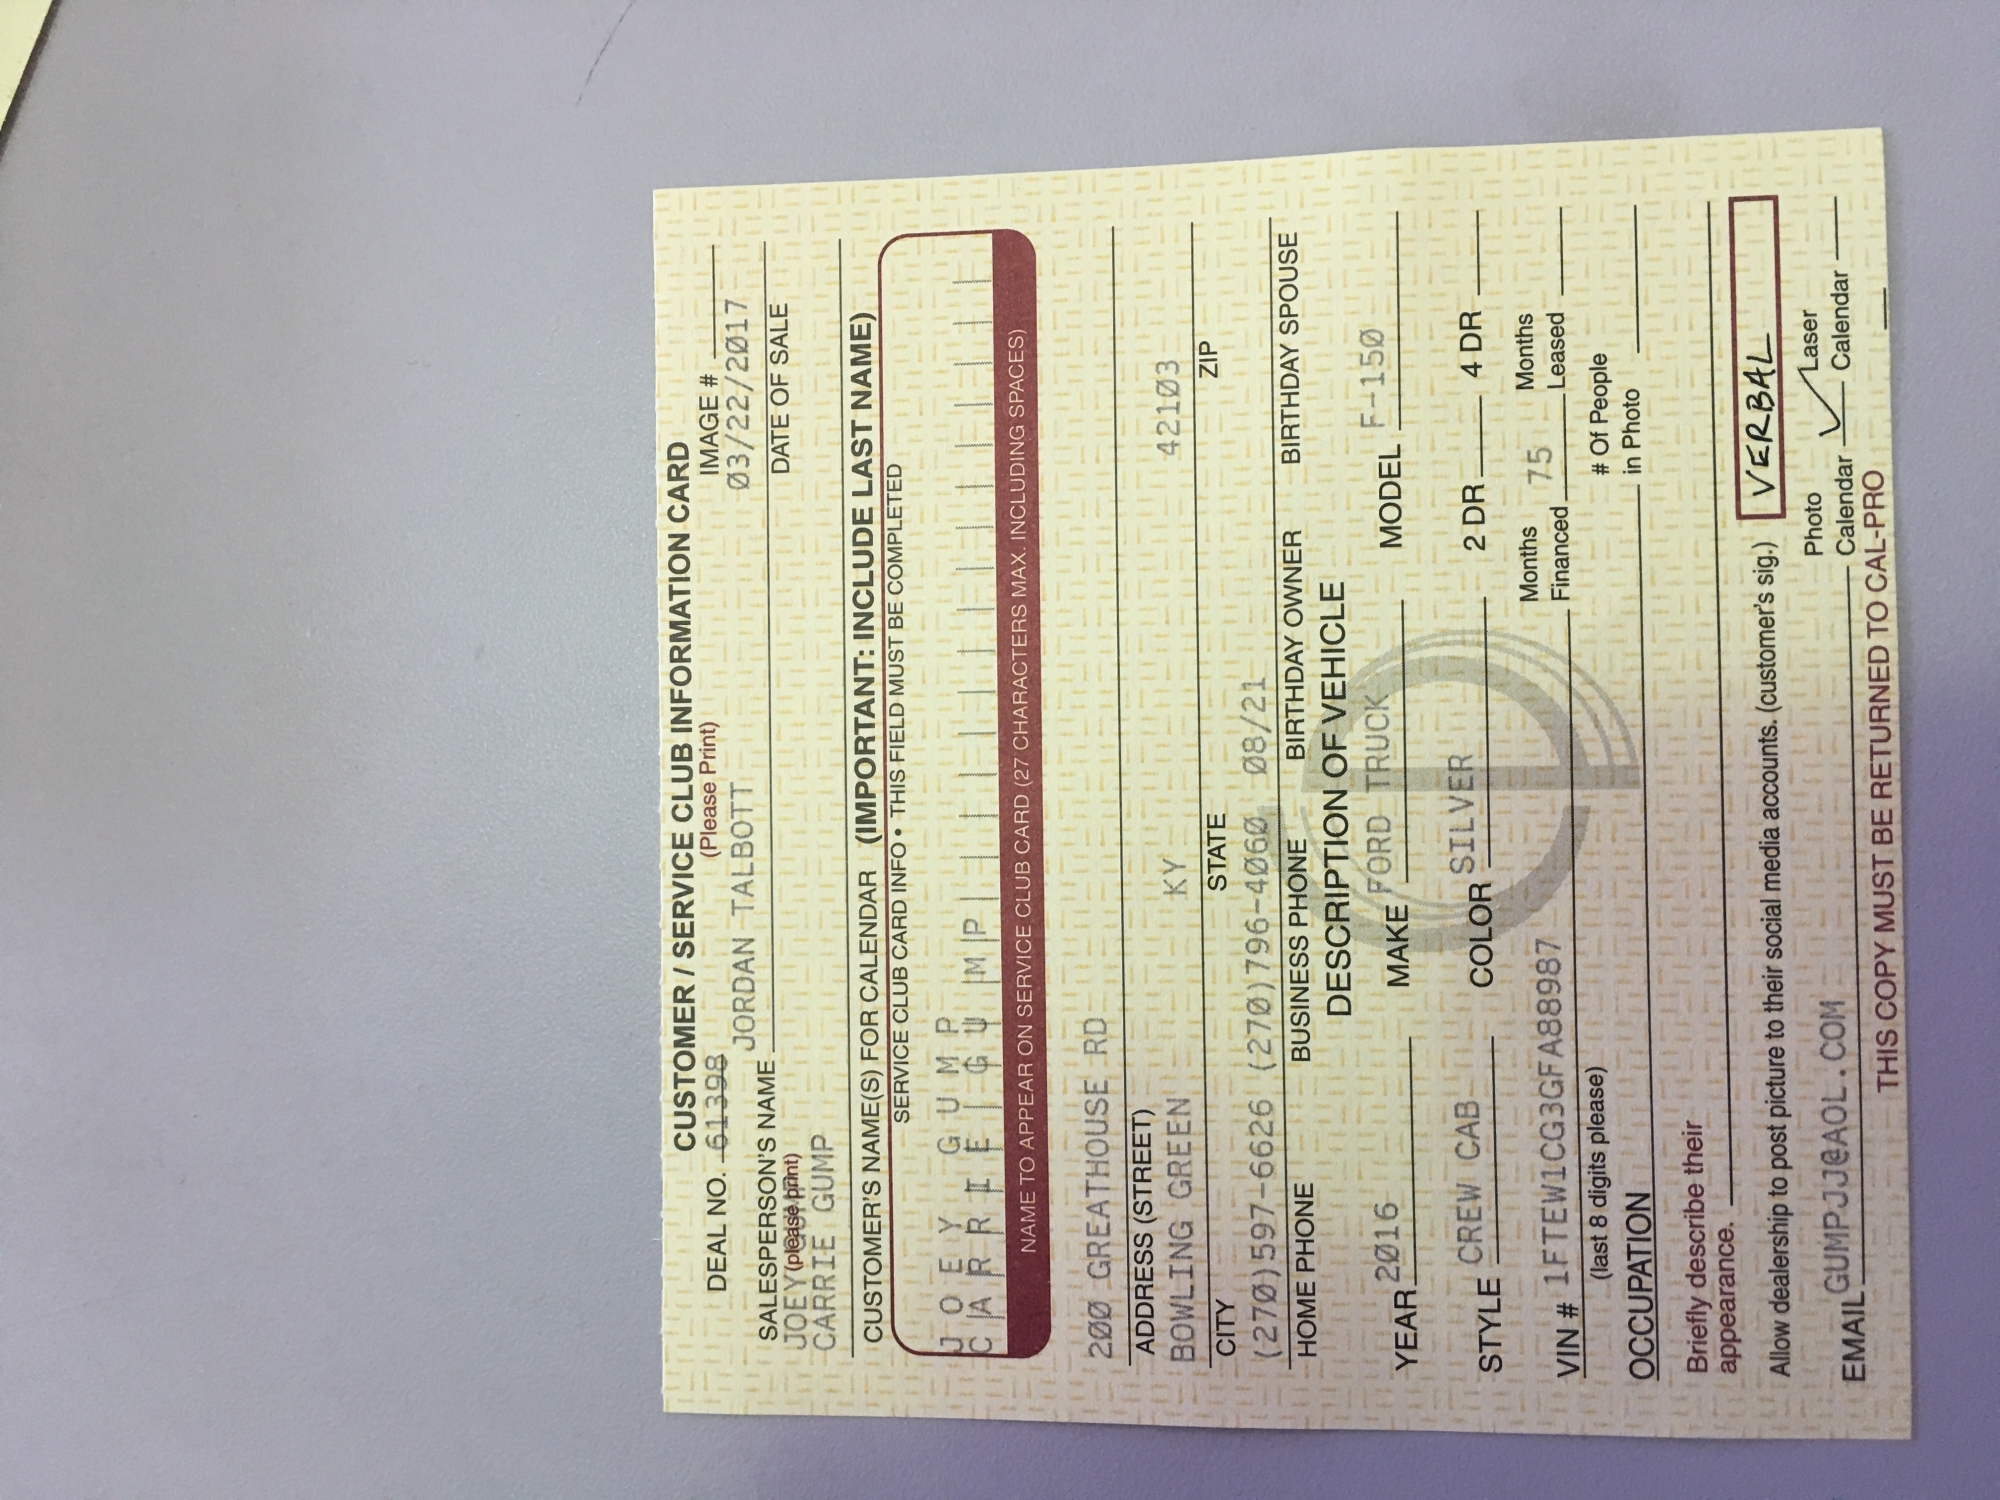 CUSTOMER / SERVICE CLUB INFORMATION CARD
(Please Print)
DEAL NO. 61398 IMAGE #
JORDAN TALBOTT 03/22/2017
SALESPERSON'S NAME DATE OF SALE
(please print)
JOEY GUMP
CARRIE GUMP
CUSTOMER'S NAME(S) FOR CALENDAR (IMPORTANT: INCLUDE LAST NAME)
SERVICE CLUB CARD INFO • THIS FIELD MUST BE COMPLETED
JOEY GUMP
CARRIE GUMP
NAME TO APPEAR ON SERVICE CLUB CARD (27 CHARACTERS MAX. INCLUDING SPACES)
200 GREATHOUSE RD
ADDRESS (STREET)
BOWLING GREEN KY 42103
CITY STATE ZIP
(270)597-6626 (270)796-4060 08/21
HOME PHONE BUSINESS PHONE BIRTHDAY OWNER BIRTHDAY SPOUSE
DESCRIPTION OF VEHICLE
YEAR 2016 MAKE FORD TRUCK MODEL F-150
STYLE CREW CAB COLOR SILVER 2 DR 4 DR
VIN # 1FTEW1CG3GFA88987 Months Financed 75 Months Leased
(last 8 digits please)
OCCUPATION # Of People in Photo
Briefly describe their
appearance.
Allow dealership to post picture to their social media accounts. (customer's sig.) VERBAL
EMAIL GUMPJJ@AOL.COM Photo Calendar Laser Calendar
THIS COPY MUST BE RETURNED TO CAL-PRO